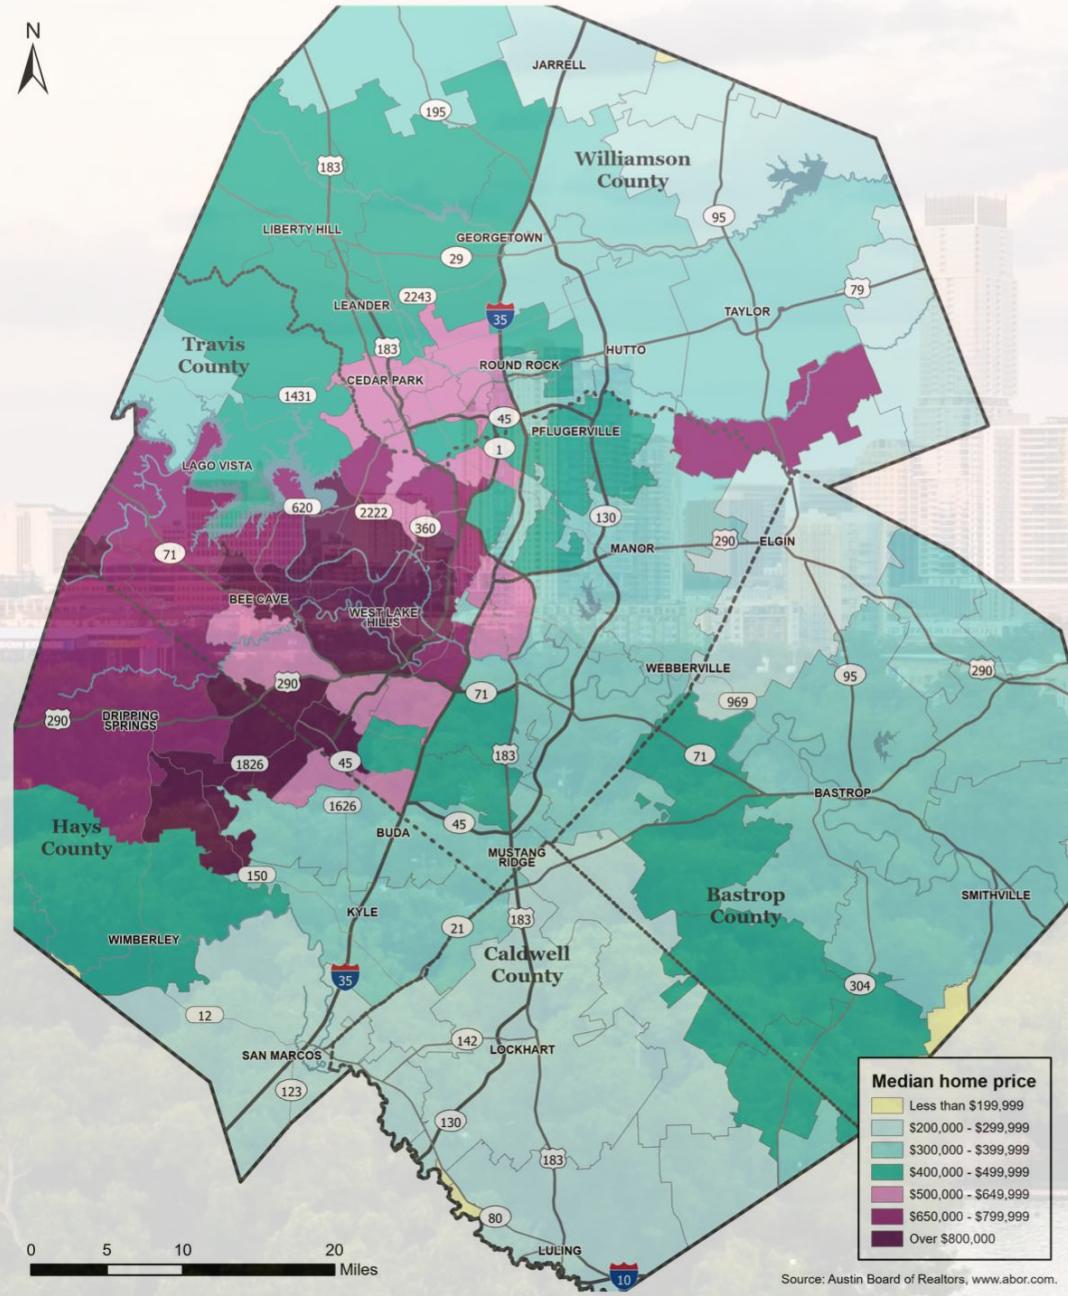 N
JARRELL
195
183
Williamson
County
95
LIBERTY HILL
GEORGETOWN
29
79
2243
LEANDER
35
TAYLOR
Travis
County
183
HUTTO
ROUND ROCK
CEDAR PARK
1431
45
PFLUGERVILLE
1
LAGO VISTA
620
2222
360
130
71
MANOR
290
ELGIN
BEE CAVE
WEST LAKE
HILLS
WEBBERVILLE
290
95
290
71
969
290
DRIPPING
SPRINGS
183
71
1826
45
BASTROP
1626
45
Hays
County
BUDA
MUSTANG
RIDGE
150
Bastrop
County
SMITHVILLE
KYLE
183
21
WIMBERLEY
Caldwell
County
35
304
12
142
LOCKHART
SAN MARCOS
123
130
183
80
LULING
10
Median home price
Less than $199,999
$200,000 - $299,999
$300,000 - $399,999
$400,000 - $499,999
$500,000 - $649,999
$650,000 - $799,999
Over $800,000
0 5 10 20
Miles
Source: Austin Board of Realtors, www.abor.com.